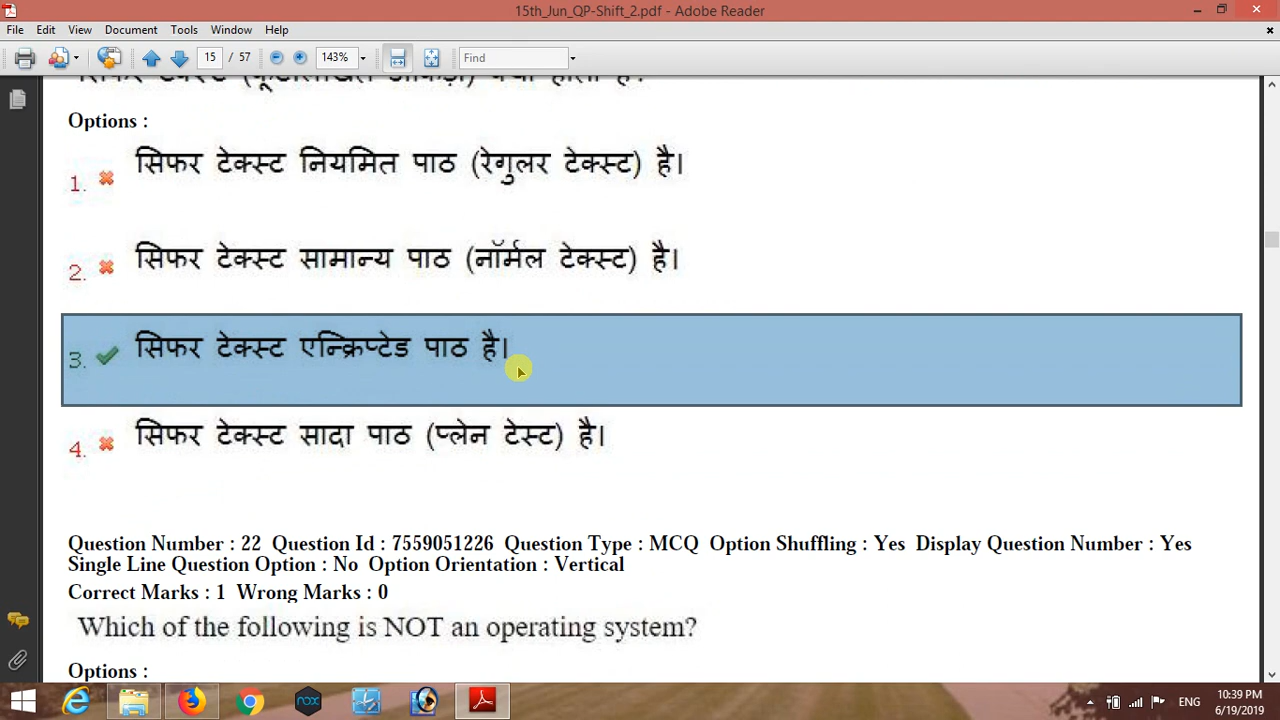 15th_Jun_QP-Shift_2.pdf - Adobe Reader
File Edit View Document Tools Window Help
15 / 57 143% Find
सिफर टेक्स्ट (कूटलिखित आंकड़ा) क्या होता है?
Options :
1. सिफर टेक्स्ट नियमित पाठ (रेगुलर टेक्स्ट) है।
2. सिफर टेक्स्ट सामान्य पाठ (नॉर्मल टेक्स्ट) है।
3. सिफर टेक्स्ट एन्क्रिप्टेड पाठ है।
4. सिफर टेक्स्ट सादा पाठ (प्लेन टेस्ट) है।
Question Number : 22 Question Id : 7559051226 Question Type : MCQ Option Shuffling : Yes Display Question Number : Yes
Single Line Question Option : No Option Orientation : Vertical
Correct Marks : 1 Wrong Marks : 0
Which of the following is NOT an operating system?
Options :
nox
ENG
10:39 PM
6/19/2019